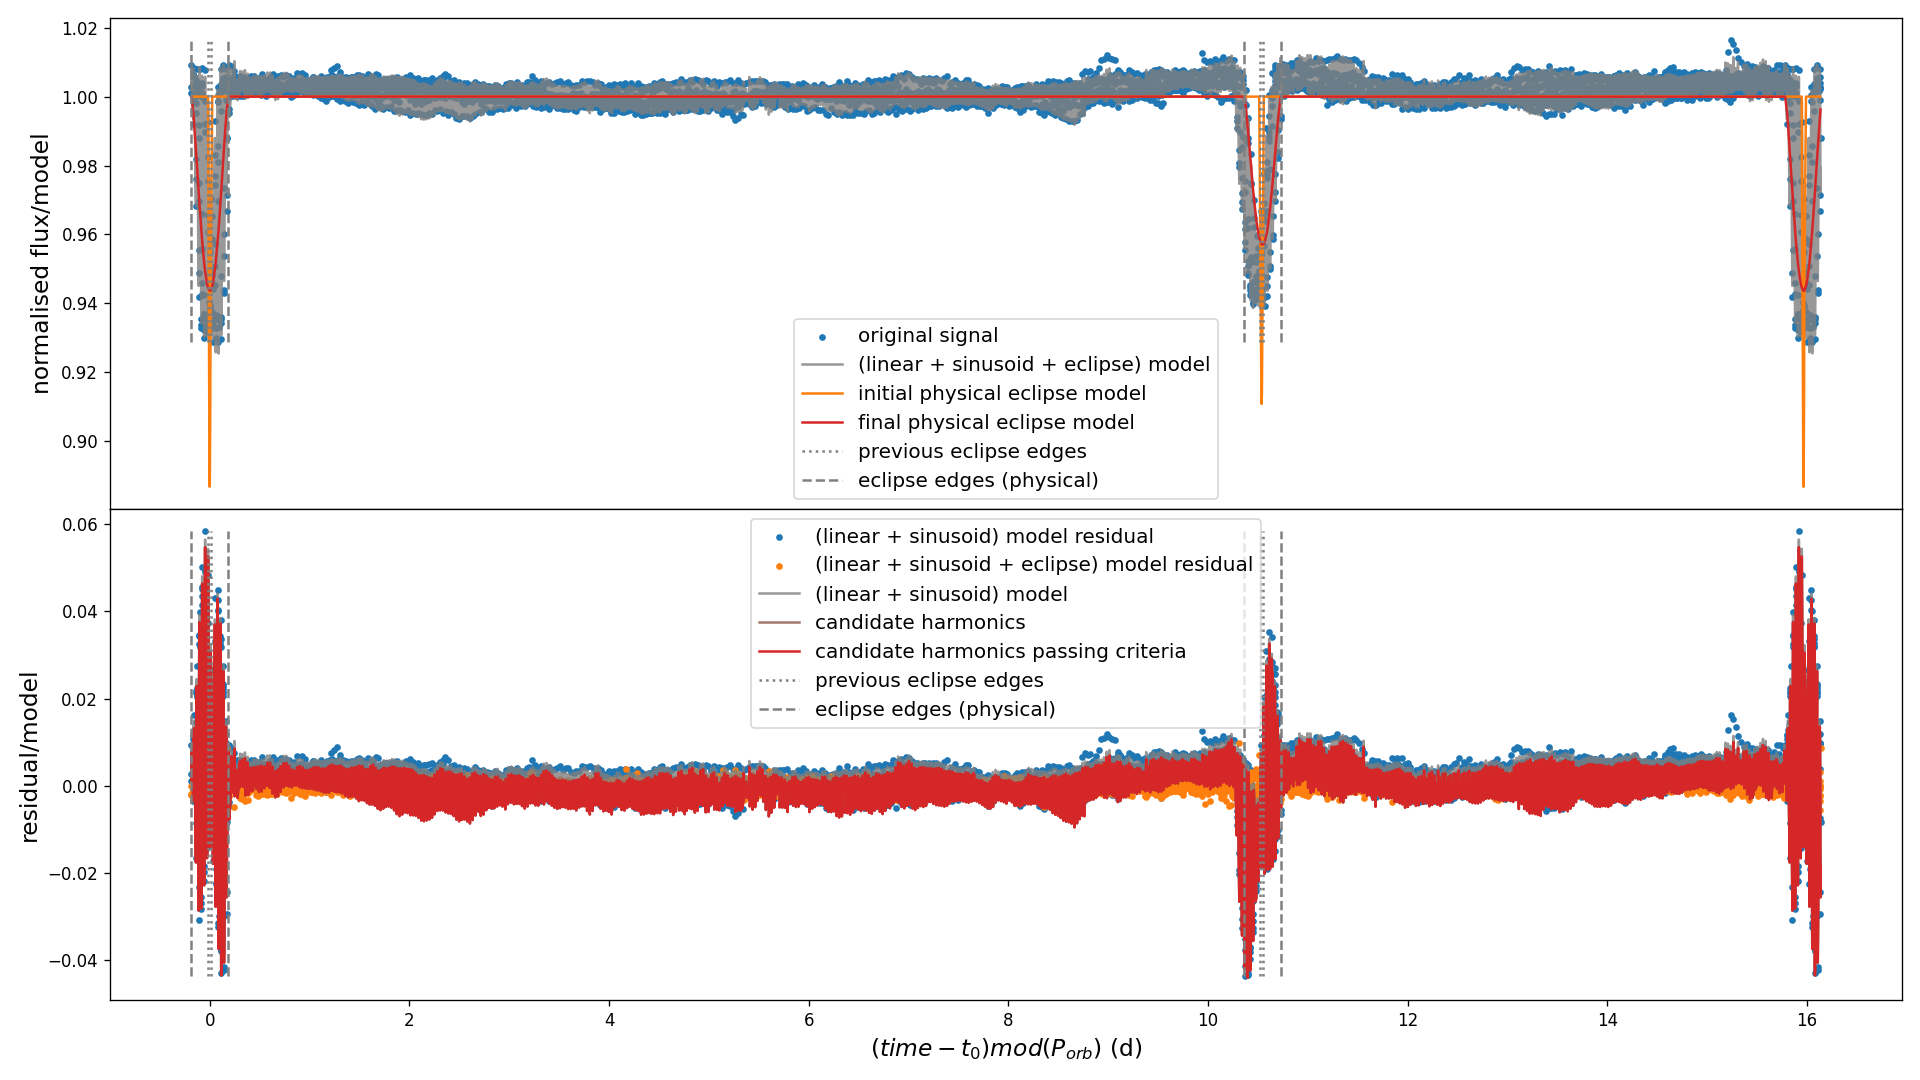 1.02
1.00
0.98
0.96
0.94
0.92
0.90
normalised flux/model
original signal
(linear + sinusoid + eclipse) model
initial physical eclipse model
final physical eclipse model
previous eclipse edges
eclipse edges (physical)
0.06
0.04
0.02
0.00
−0.02
−0.04
residual/model
(linear + sinusoid) model residual
(linear + sinusoid + eclipse) model residual
(linear + sinusoid) model
candidate harmonics
candidate harmonics passing criteria
previous eclipse edges
eclipse edges (physical)
0 2 4 6 8 10 12 14 16
(time − t₀)mod(P_orb) (d)